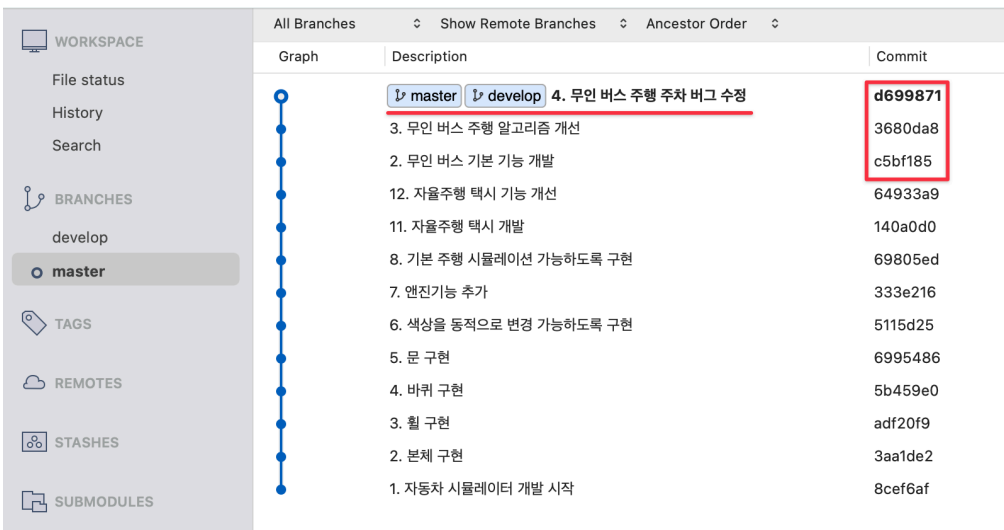 All Branches Show Remote Branches Ancestor Order
WORKSPACE
File status
History
Search
BRANCHES
develop
master
TAGS
REMOTES
STASHES
SUBMODULES
Graph Description Commit
master develop 4. 무인 버스 주행 주차 버그 수정 d699871
3. 무인 버스 주행 알고리즘 개선 3680da8
2. 무인 버스 기본 기능 개발 c5bf185
12. 자율주행 택시 기능 개선 64933a9
11. 자율주행 택시 개발 140a0d0
8. 기본 주행 시뮬레이션 가능하도록 구현 69805ed
7. 앤진기능 추가 333e216
6. 색상을 동적으로 변경 가능하도록 구현 5115d25
5. 문 구현 6995486
4. 바퀴 구현 5b459e0
3. 휠 구현 adf20f9
2. 본체 구현 3aa1de2
1. 자동차 시뮬레이터 개발 시작 8cef6af